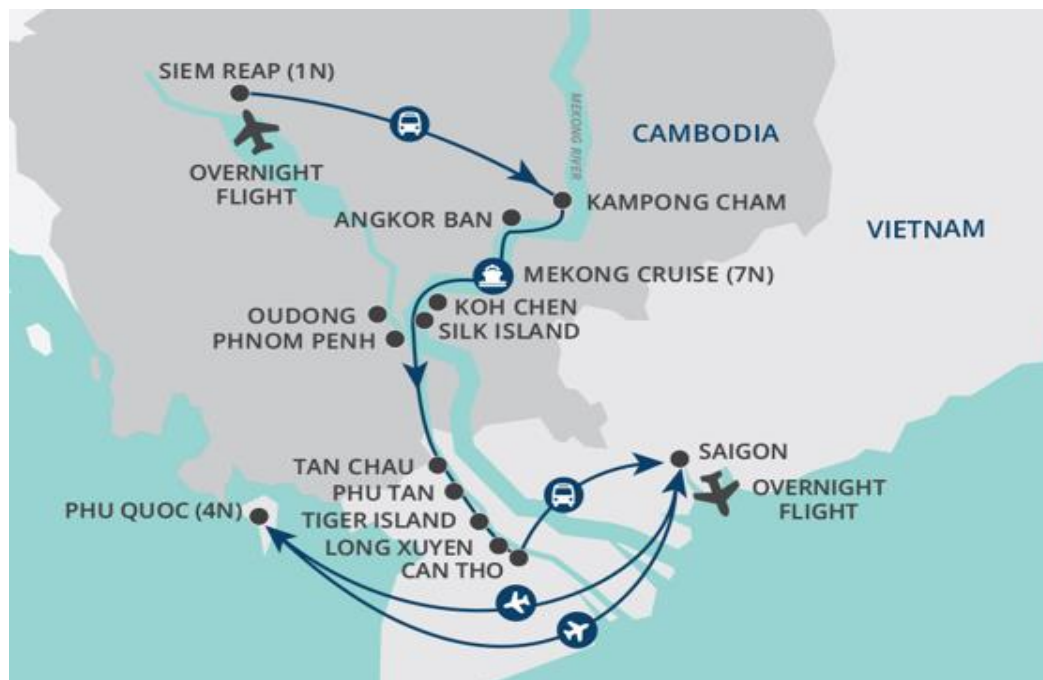 SIEM REAP (1N)
OVERNIGHT
FLIGHT
MEKONG RIVER
CAMBODIA
KAMPONG CHAM
ANGKOR BAN
VIETNAM
MEKONG CRUISE (7N)
KOH CHEN
OUDONG
SILK ISLAND
PHNOM PENH
SAIGON
TAN CHAU
OVERNIGHT
FLIGHT
PHU TAN
PHU QUOC (4N)
TIGER ISLAND
LONG XUYEN
CAN THO